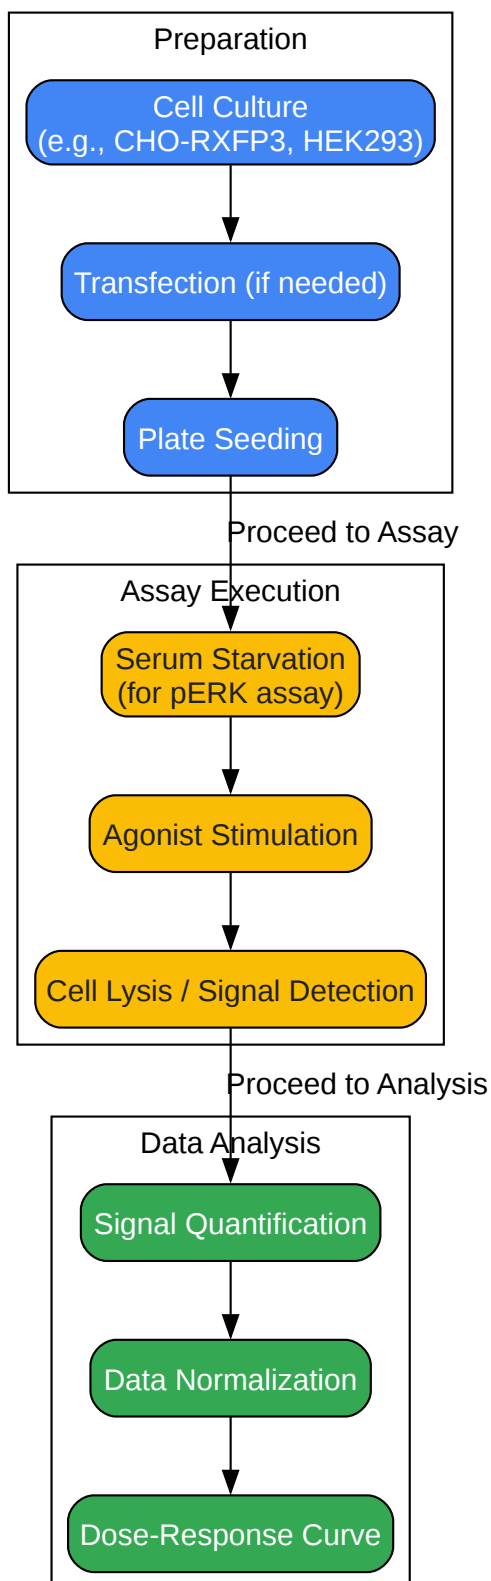 Preparation
Cell Culture
(e.g., CHO-RXFP3, HEK293)
Transfection (if needed)
Plate Seeding
Proceed to Assay
Assay Execution
Serum Starvation
(for pERK assay)
Agonist Stimulation
Cell Lysis / Signal Detection
Proceed to Analysis
Data Analysis
Signal Quantification
Data Normalization
Dose-Response Curve